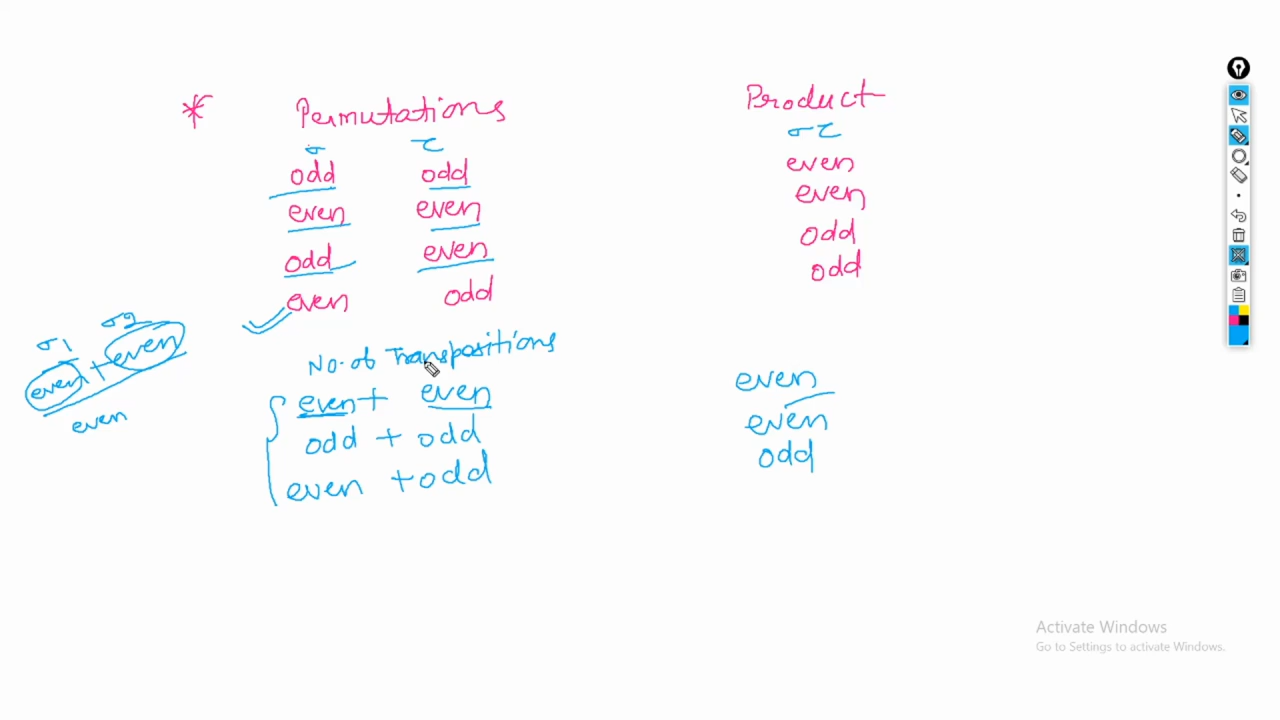 * Permutations Product
σ τ στ
odd odd even
even even even
odd even odd
even odd odd
σ1 σ2
even + even
even
No. of Transpositions
even + even even
odd + odd even
even + odd odd
Activate Windows
Go to Settings to activate Windows.